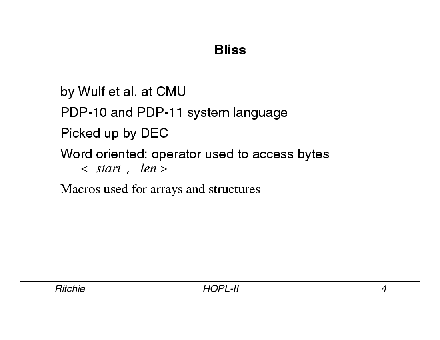 Bliss
by Wulf et al. at CMU
PDP-10 and PDP-11 system language
Picked up by DEC
Word oriented: operator used to access bytes
< start , len >
Macros used for arrays and structures
Ritchie HOPL-II 4